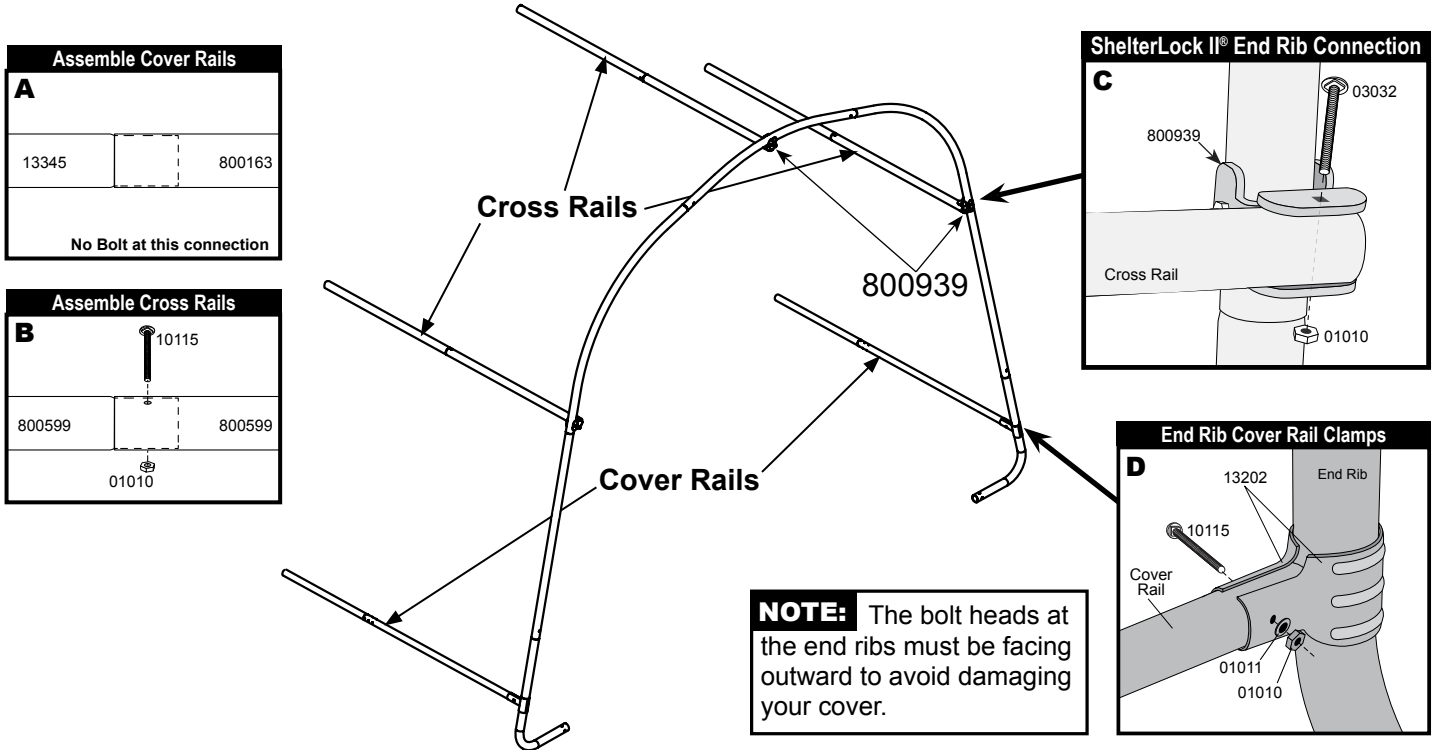 Assemble Cover Rails
A
13345
800163
No Bolt at this connection
Assemble Cross Rails
B
10115
800599
800599
01010
Cross Rails
800939
Cover Rails
ShelterLock II® End Rib Connection
C
03032
800939
Cross Rail
01010
End Rib Cover Rail Clamps
D
13202
End Rib
10115
Cover
Rail
01011
01010
NOTE: The bolt heads at
the end ribs must be facing
outward to avoid damaging
your cover.